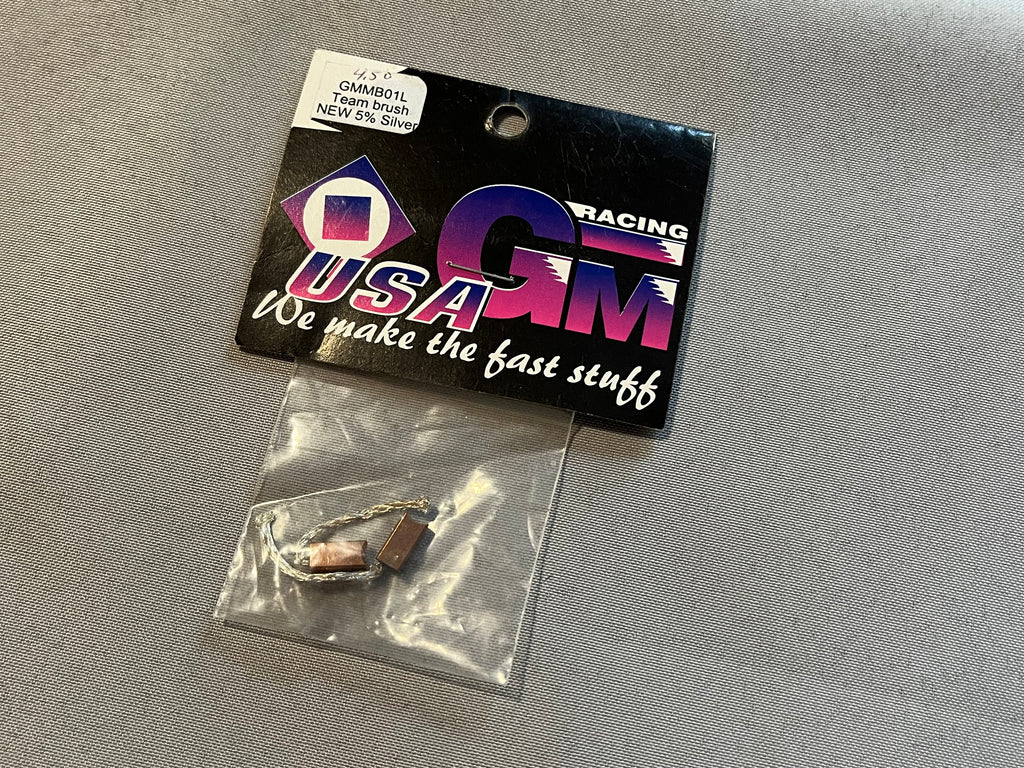 4.50
GMMB01L
Team brush
NEW 5% Silver
RACING
GM
USA
We make the fast stuff